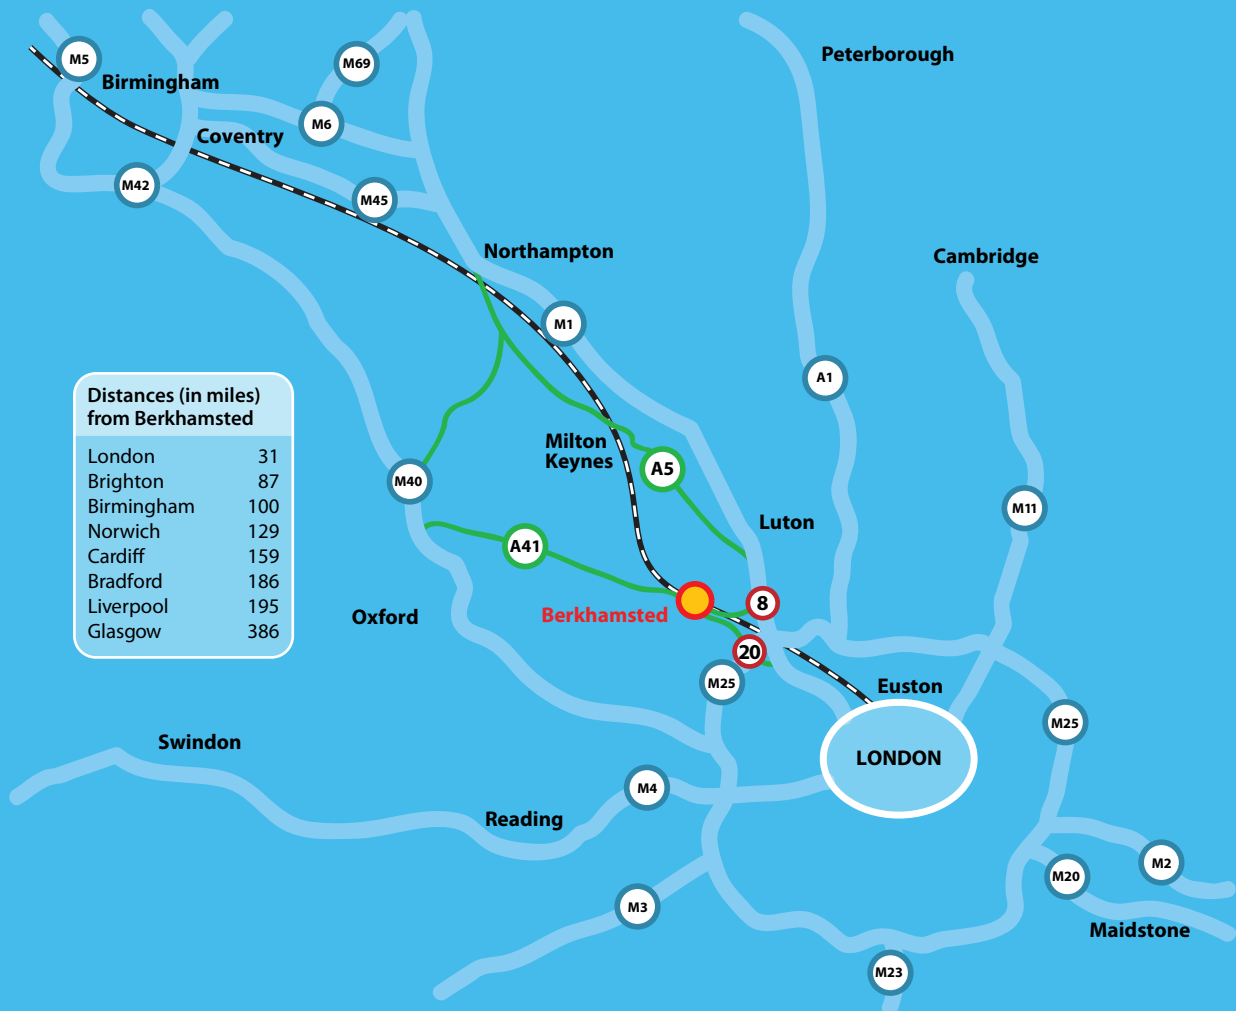 M5
M69
Peterborough
Birmingham
M6
Coventry
M42
M45
Northampton
Cambridge
M1
A1
Distances (in miles)
from Berkhamsted
London 31
Brighton 87
Birmingham 100
Norwich 129
Cardiff 159
Bradford 186
Liverpool 195
Glasgow 386
Milton
Keynes
A5
M40
M11
Luton
A41
Berkhamsted
8
Oxford
20
M25
Euston
M25
Swindon
LONDON
M4
Reading
M2
M20
M3
Maidstone
M23